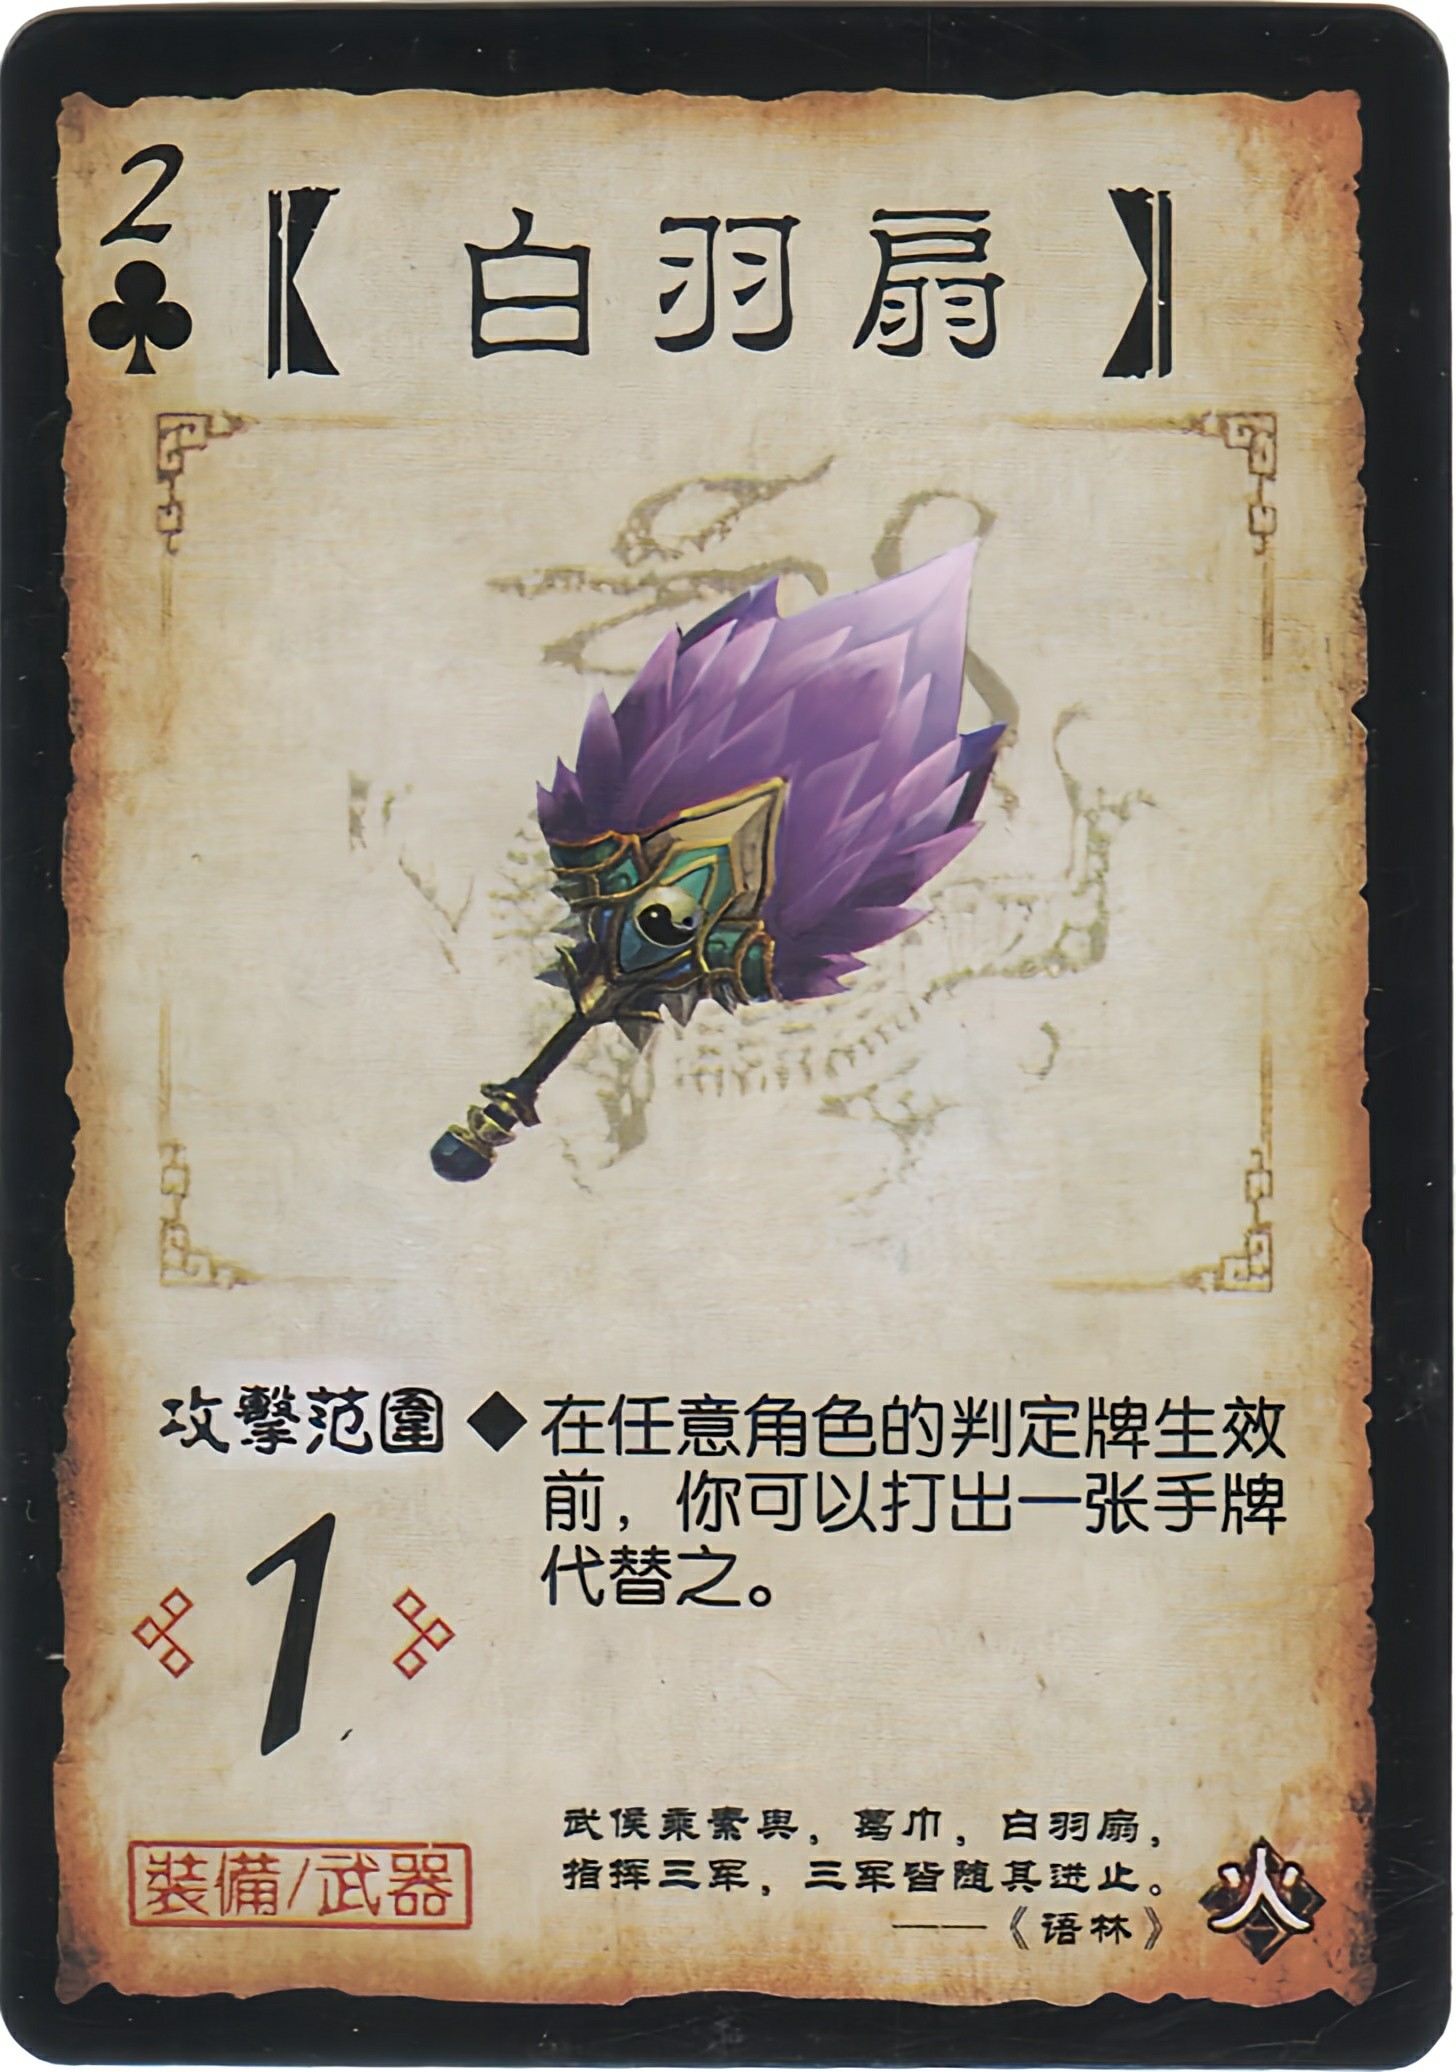 2
【白羽扇】
攻擊范圍
1
◆在任意角色的判定牌生效
前，你可以打出一张手牌
代替之。
武侯乘素舆，葛巾，白羽扇，
指挥三军，三军皆随其进止。
——《语林》
裝備/武器
火